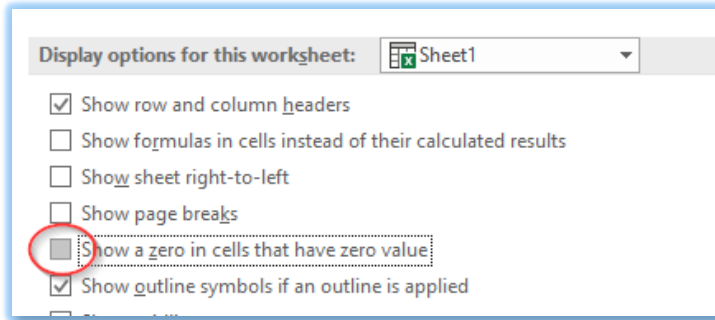 Display options for this worksheet: Sheet1
Show row and column headers
Show formulas in cells instead of their calculated results
Show sheet right-to-left
Show page breaks
Show a zero in cells that have zero value
Show outline symbols if an outline is applied